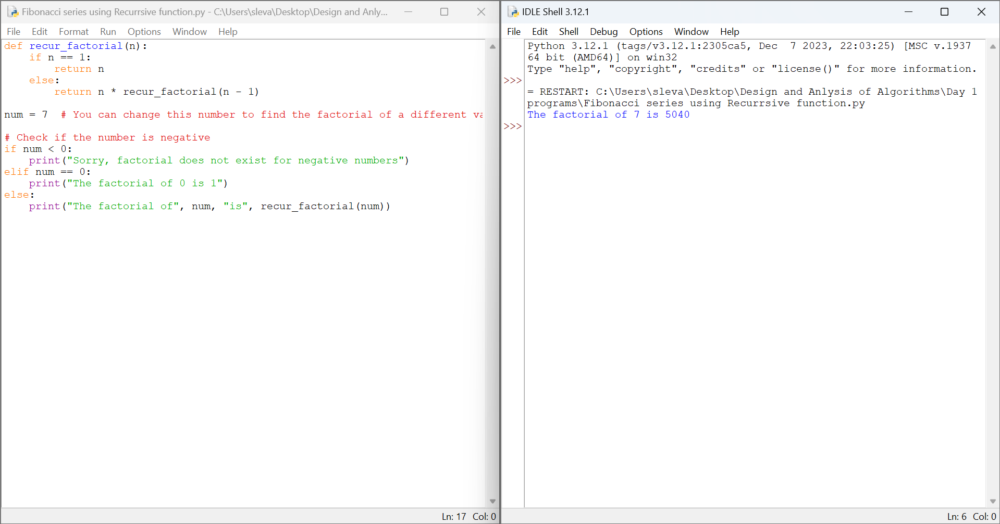 Fibonacci series using Recurrsive function.py - C:\Users\sleva\Desktop\Design and Anly...
File Edit Format Run Options Window Help
def recur_factorial(n):
    if n == 1:
        return n
    else:
        return n * recur_factorial(n - 1)

num = 7  # You can change this number to find the factorial of a different va

# Check if the number is negative
if num < 0:
    print("Sorry, factorial does not exist for negative numbers")
elif num == 0:
    print("The factorial of 0 is 1")
else:
    print("The factorial of", num, "is", recur_factorial(num))
Ln: 17 Col: 0
IDLE Shell 3.12.1
File Edit Shell Debug Options Window Help
Python 3.12.1 (tags/v3.12.1:2305ca5, Dec  7 2023, 22:03:25) [MSC v.1937
64 bit (AMD64)] on win32
Type "help", "copyright", "credits" or "license()" for more information.
>>>
= RESTART: C:\Users\sleva\Desktop\Design and Anlysis of Algorithms\Day 1
programs\Fibonacci series using Recurrsive function.py
The factorial of 7 is 5040
>>>
Ln: 6 Col: 0